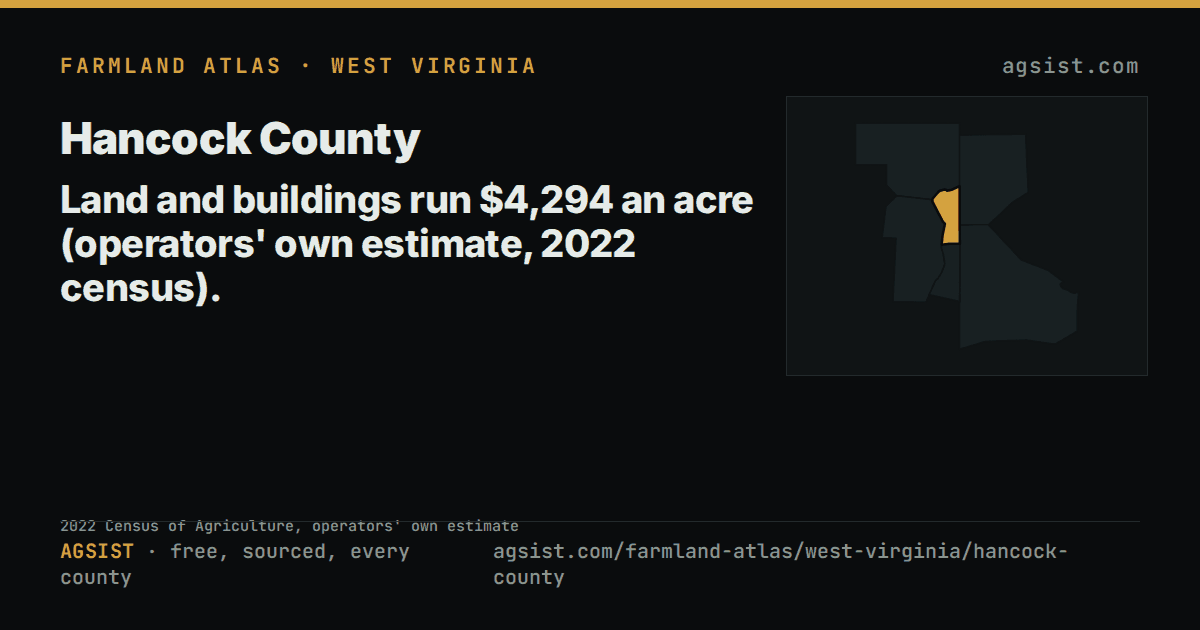 FARMLAND ATLAS · WEST VIRGINIA
agsist.com
Hancock County
Land and buildings run $4,294 an acre
(operators' own estimate, 2022
census).
2022 Census of Agriculture, operators' own estimate
AGSIST · free, sourced, every
county
agsist.com/farmland-atlas/west-virginia/hancock-
county